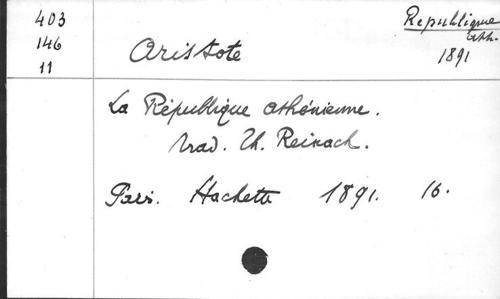 403
146
11
Aristote
République
Ath.
1891
La République athénienne.
Trad. Th. Reinach.
Paris. Hachette 1891. 16.